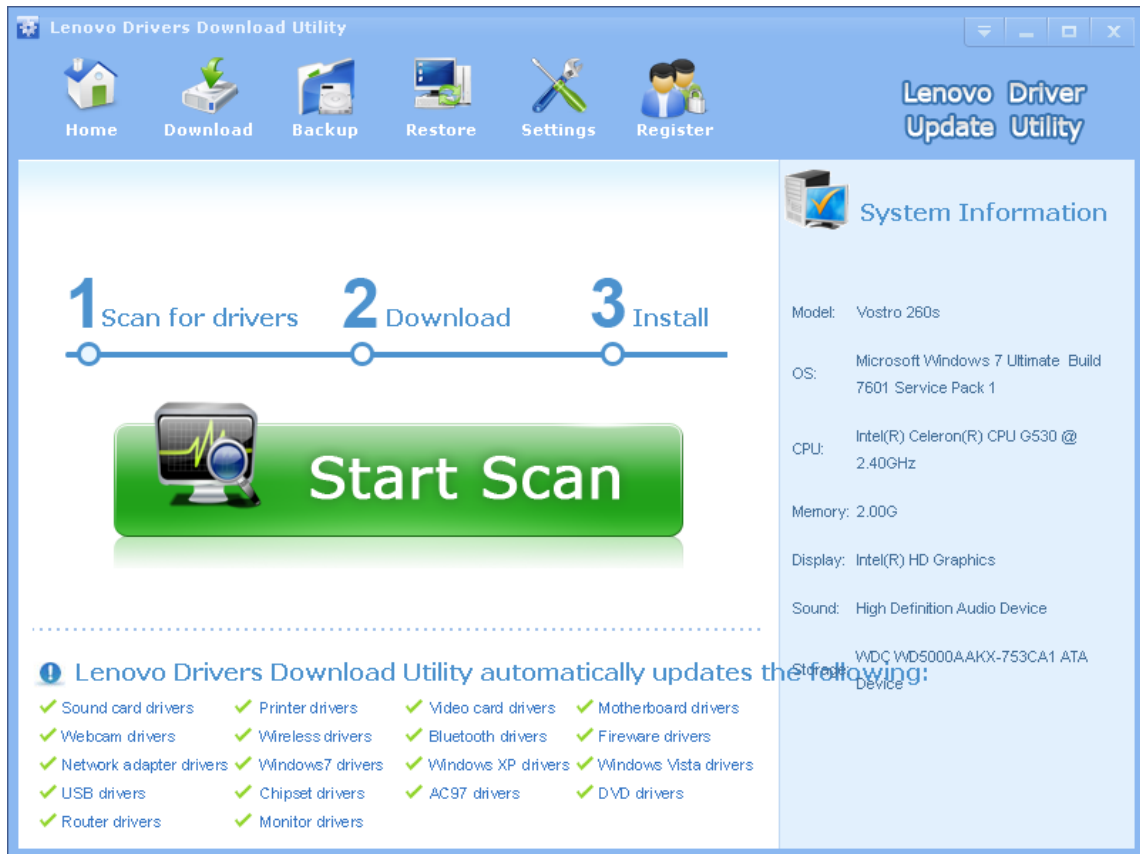 Lenovo Drivers Download Utility
Home Download Backup Restore Settings Register
Lenovo Driver
Update Utility
System Information
1 Scan for drivers 2 Download 3 Install
Start Scan
Model: Vostro 260s
OS: Microsoft Windows 7 Ultimate Build
7601 Service Pack 1
CPU: Intel(R) Celeron(R) CPU G530 @
2.40GHz
Memory: 2.00G
Display: Intel(R) HD Graphics
Sound: High Definition Audio Device
Storage: WDC WD5000AAKX-753CA1 ATA
Device
Lenovo Drivers Download Utility automatically updates the following:
Sound card drivers Printer drivers Video card drivers Motherboard drivers
Webcam drivers Wireless drivers Bluetooth drivers Fireware drivers
Network adapter drivers Windows7 drivers Windows XP drivers Windows Vista drivers
USB drivers Chipset drivers AC97 drivers DVD drivers
Router drivers Monitor drivers